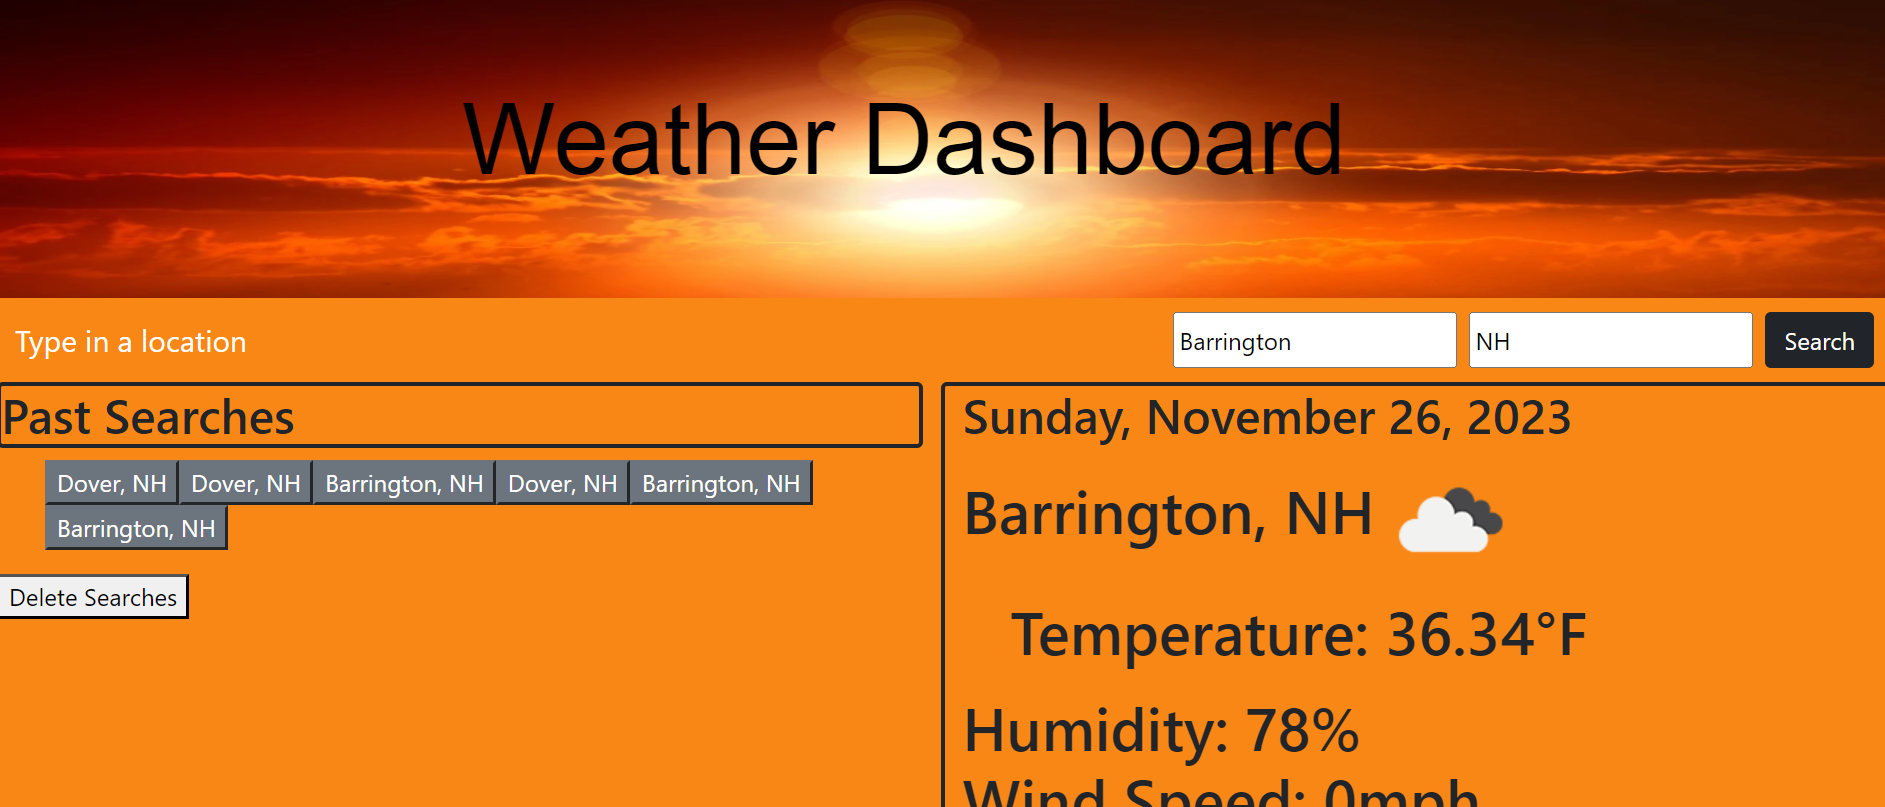 Weather Dashboard
Type in a location
Barrington
NH
Search
Past Searches
Dover, NH
Dover, NH
Barrington, NH
Dover, NH
Barrington, NH
Barrington, NH
Delete Searches
Sunday, November 26, 2023
Barrington, NH
Temperature: 36.34°F
Humidity: 78%
Wind Speed: 0mph